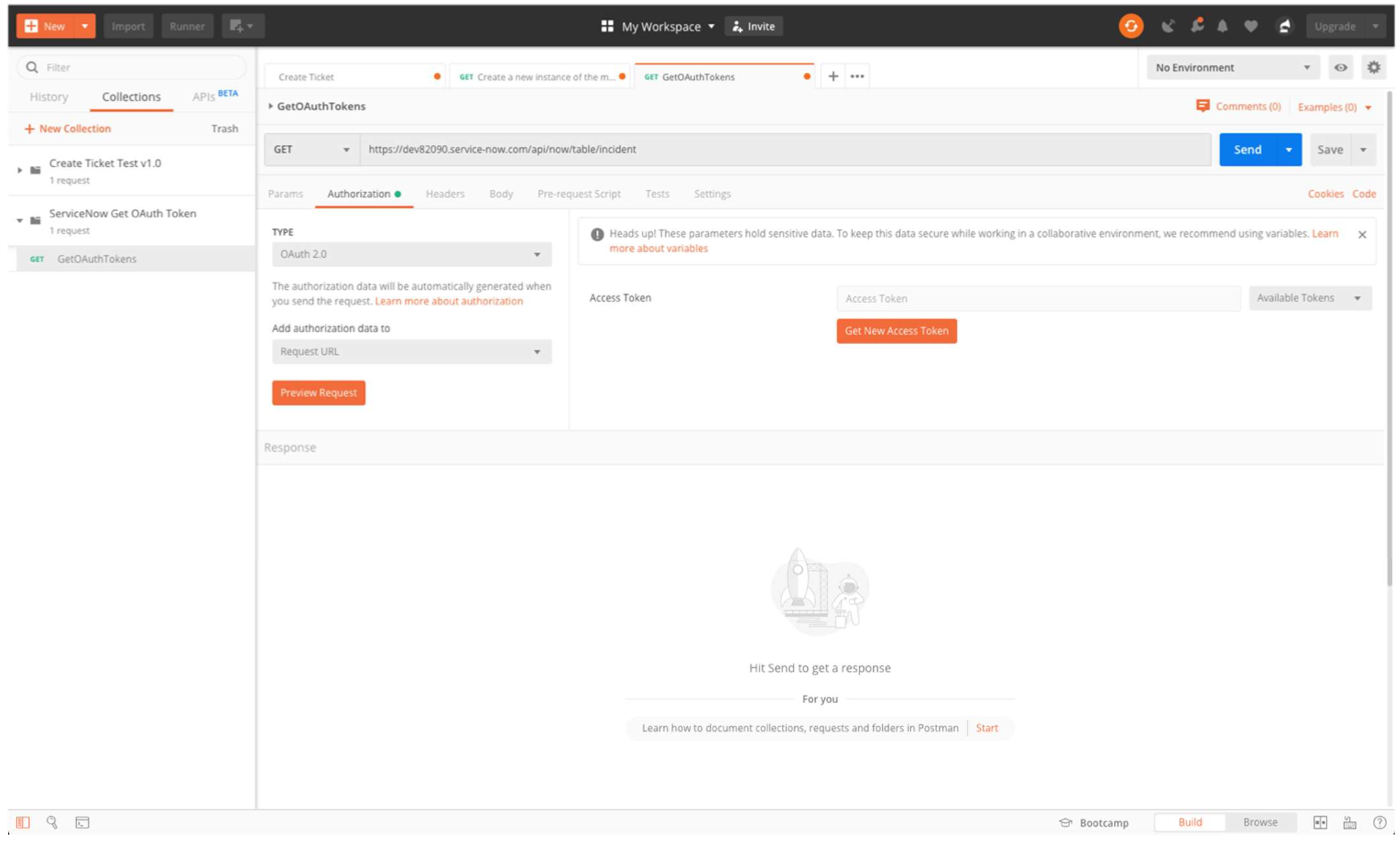 New
Import
Runner
My Workspace
Invite
Upgrade
Filter
History
Collections
APIs BETA
New Collection
Trash
Create Ticket Test v1.0
1 request
ServiceNow Get OAuth Token
1 request
GET GetOAuthTokens
Create Ticket
GET Create a new instance of the m...
GET GetOAuthTokens
No Environment
GetOAuthTokens
Comments (0)
Examples (0)
GET
https://dev82090.service-now.com/api/now/table/incident
Send
Save
Params
Authorization
Headers
Body
Pre-request Script
Tests
Settings
Cookies
Code
TYPE
OAuth 2.0
The authorization data will be automatically generated when
you send the request. Learn more about authorization
Add authorization data to
Request URL
Preview Request
Heads up! These parameters hold sensitive data. To keep this data secure while working in a collaborative environment, we recommend using variables. Learn
more about variables
Access Token
Access Token
Available Tokens
Get New Access Token
Response
Hit Send to get a response
For you
Learn how to document collections, requests and folders in Postman
Start
Bootcamp
Build
Browse